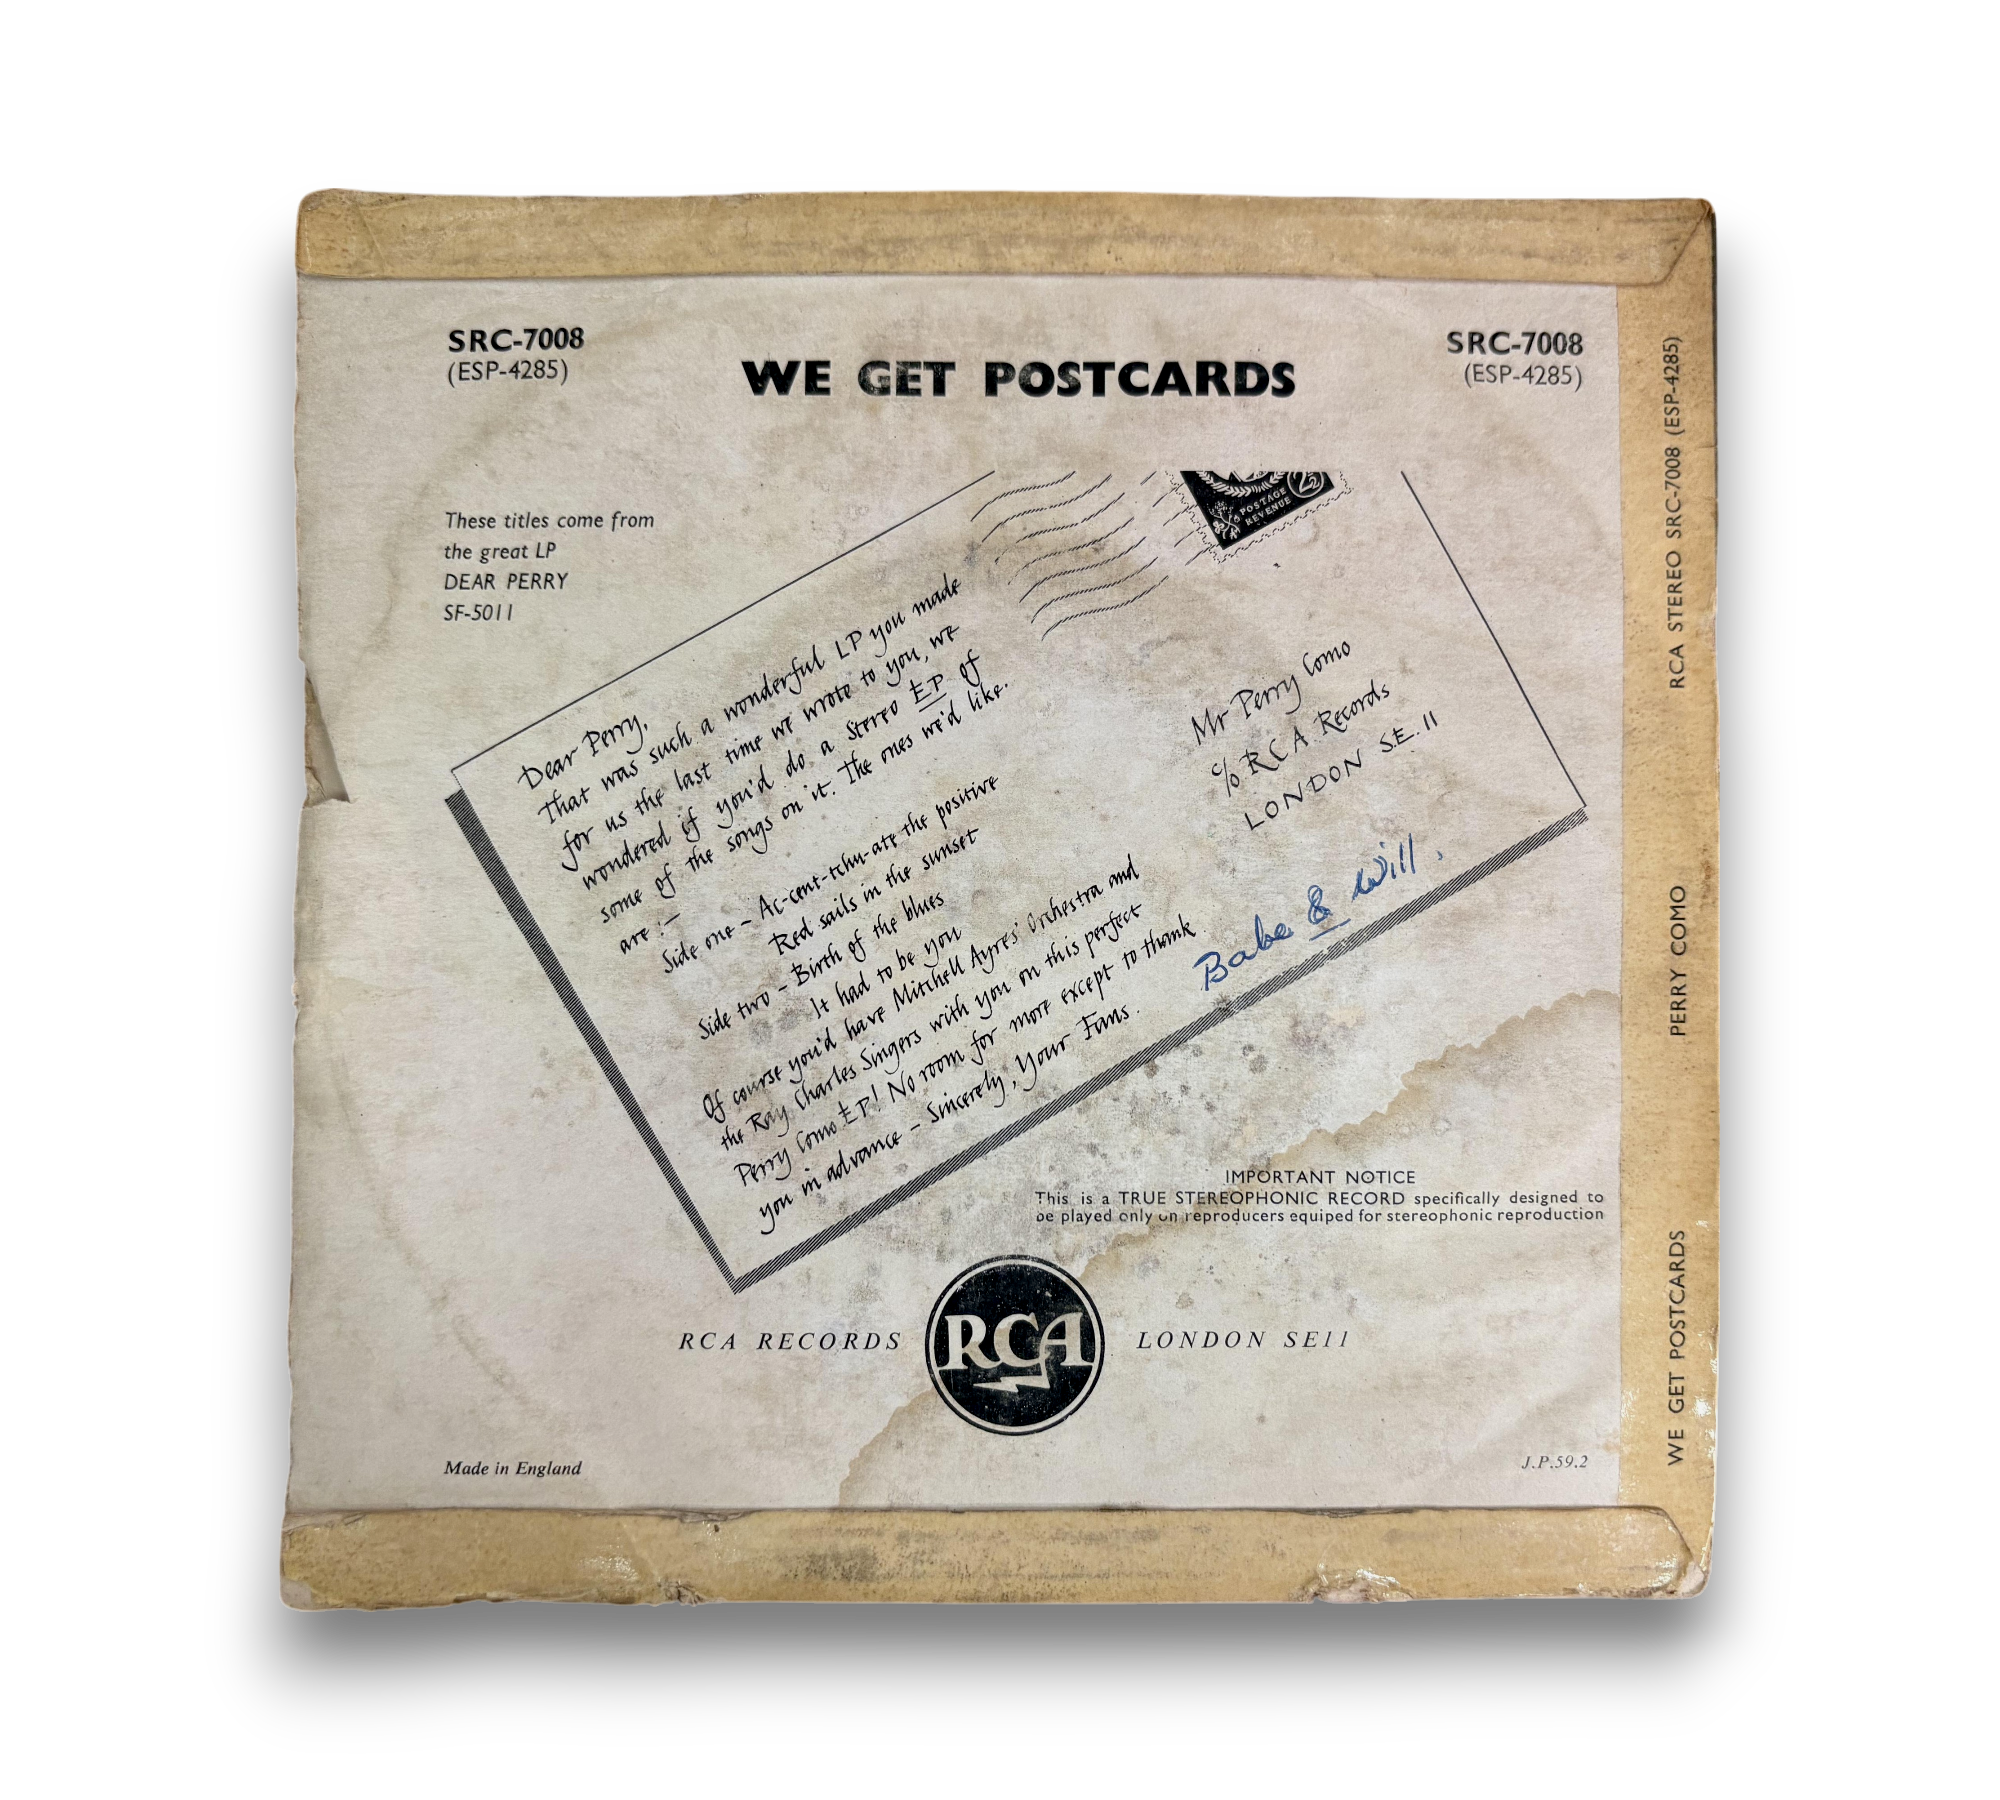 SRC-7008
(ESP-4285)
WE GET POSTCARDS
SRC-7008
(ESP-4285)
These titles come from
the great LP
DEAR PERRY
SF-5011
POSTAGE
REVENUE
2½
Dear Perry,
That was such a wonderful LP you made
for us the last time we wrote to you, we
wondered if you'd do a Stereo EP of
some of the songs on it. The ones we'd like
are :-
Side one - Ac-cent-tchu-ate the positive
Red sails in the sunset
Side two - Birth of the blues
It had to be you
Of course you'd have Mitchell Ayres' Orchestra and
the Ray Charles Singers with you on this perfect
Perry Como EP! No room for more except to thank
you in advance - Sincerely, Your Fans.
Mr Perry Como
c/o RCA Records
LONDON S.E.11
Babe & Will.
IMPORTANT NOTICE
This is a TRUE STEREOPHONIC RECORD specifically designed to
be played only on reproducers equiped for stereophonic reproduction
RCA RECORDS
RCA
LONDON SE11
Made in England
J.P.59.2
RCA STEREO SRC-7008 (ESP-4285)
PERRY COMO
WE GET POSTCARDS